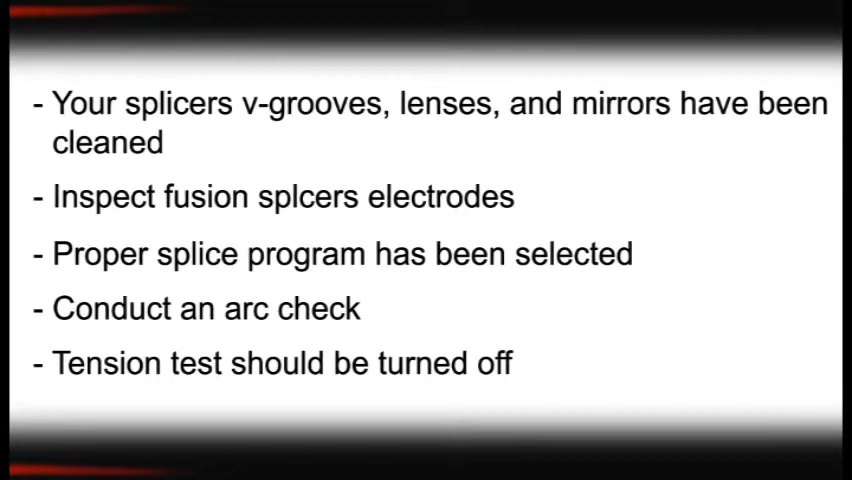 - Your splicers v-grooves, lenses, and mirrors have been
cleaned
- Inspect fusion splcers electrodes
- Proper splice program has been selected
- Conduct an arc check
- Tension test should be turned off